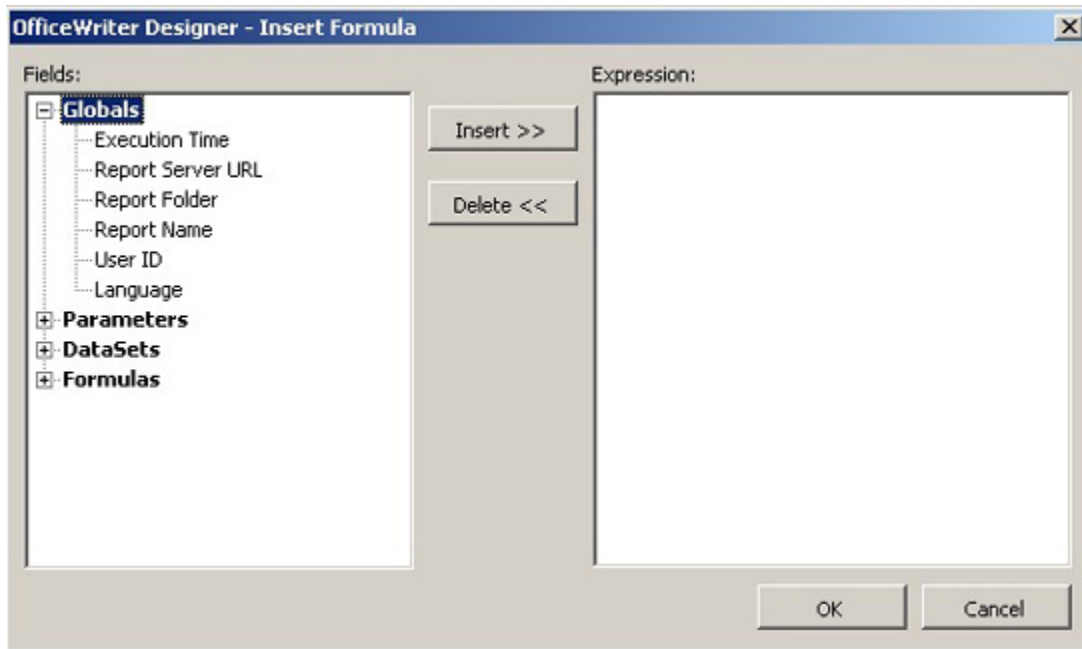 OfficeWriter Designer - Insert Formula
Fields:
Globals
Execution Time
Report Server URL
Report Folder
Report Name
User ID
Language
Parameters
DataSets
Formulas
Insert >>
Delete <<
Expression:
OK
Cancel